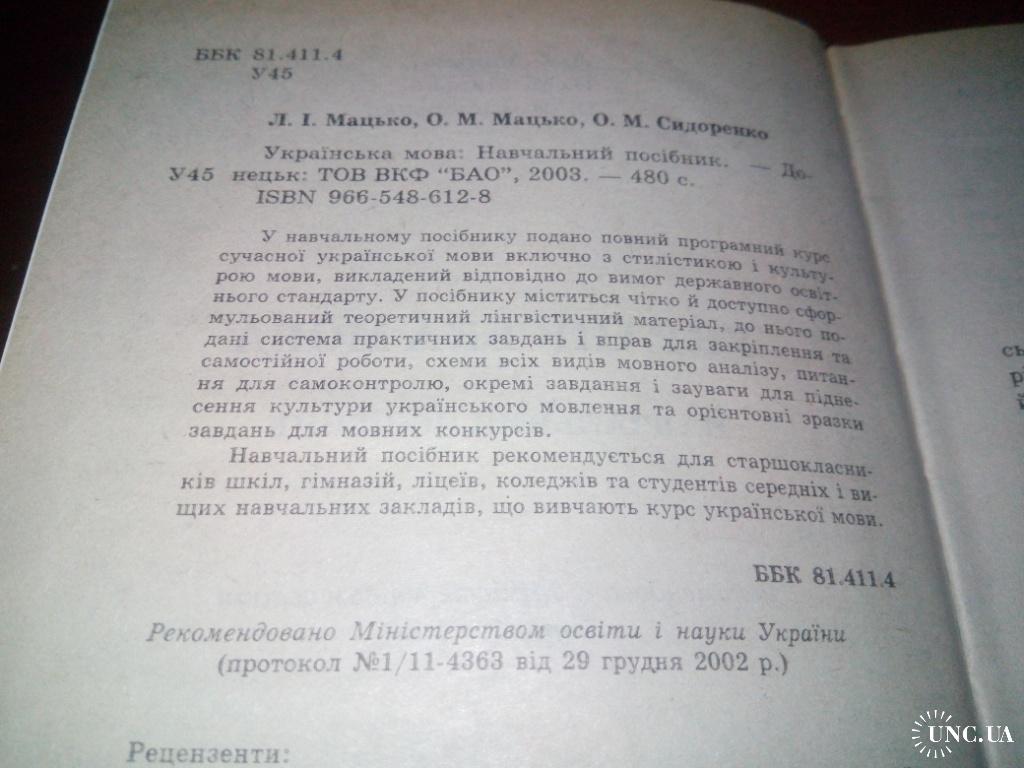 ББК 81.411.4
У45
Л. І. Мацько, О. М. Мацько, О. М. Сидоренко
Українська мова: Навчальний посібник. — До-
У45 нецьк: ТОВ ВКФ “БАО”, 2003. — 480 с.
ISBN 966-548-612-8
У навчальному посібнику подано повний програмний курс
сучасної української мови включно з стилістикою і культу-
рою мови, викладений відповідно до вимог державного освіт-
нього стандарту. У посібнику міститься чітко й доступно сфор-
мульований теоретичний лінгвістичний матеріал, до нього по-
дані система практичних завдань і вправ для закріплення та
самостійної роботи, схеми всіх видів мовного аналізу, питан-
ня для самоконтролю, окремі завдання і зауваги для підне-
сення культури українського мовлення та орієнтовні зразки
завдань для мовних конкурсів.
Навчальний посібник рекомендується для старшокласни-
ків шкіл, гімназій, ліцеїв, коледжів та студентів середніх і ви-
щих навчальних закладів, що вивчають курс української мови.
ББК 81.411.4
Рекомендовано Міністерством освіти і науки України
(протокол №1/11-4363 від 29 грудня 2002 р.)
Рецензенти:
UNC.UA